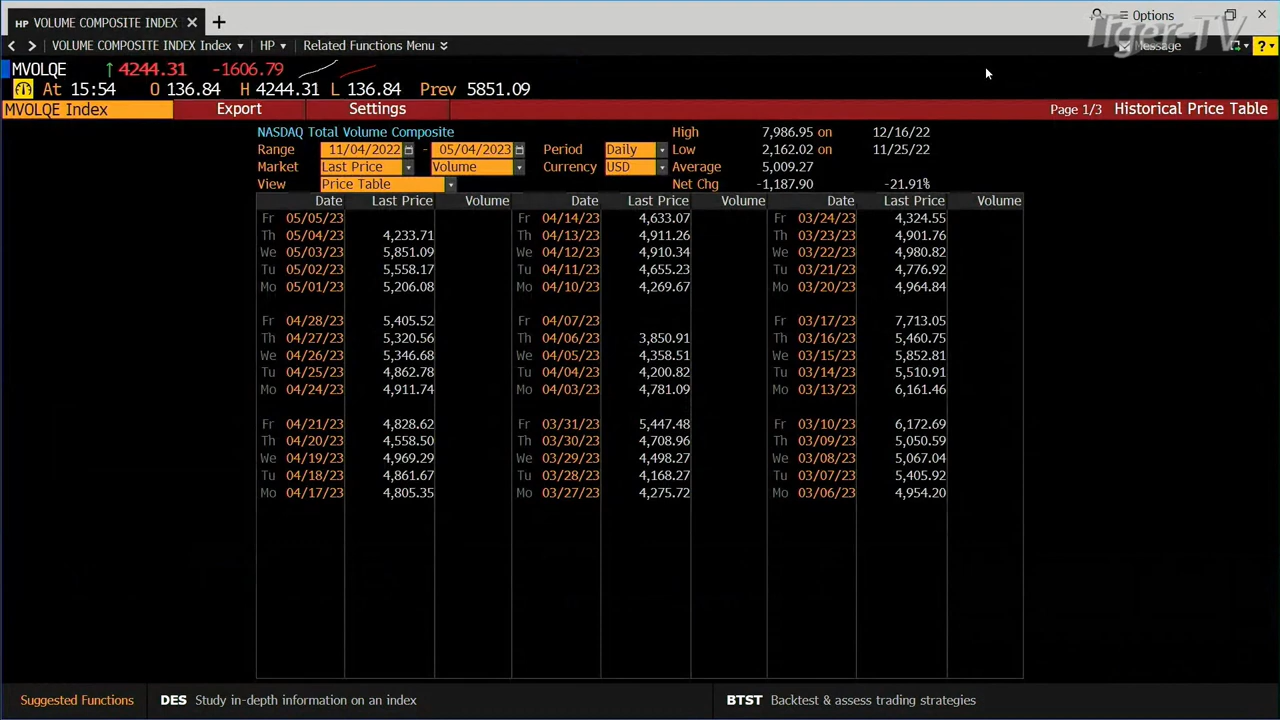 HP VOLUME COMPOSITE INDEX × +
Options
< > VOLUME COMPOSITE INDEX Index HP Related Functions Menu
Message ?
Tiger-TV
MVOLQE ↑ 4244.31 -1606.79
At 15:54 O 136.84 H 4244.31 L 136.84 Prev 5851.09
MVOLQE Index Export Settings Page 1/3 Historical Price Table
NASDAQ Total Volume Composite High 7,986.95 on 12/16/22
Range 11/04/2022 - 05/04/2023 Period Daily Low 2,162.02 on 11/25/22
Market Last Price Volume Currency USD Average 5,009.27
View Price Table Net Chg -1,187.90 -21.91%
Date Last Price Volume Date Last Price Volume Date Last Price Volume
Fr 05/05/23 Fr 04/14/23 4,633.07 Fr 03/24/23 4,324.55
Th 05/04/23 4,233.71 Th 04/13/23 4,911.26 Th 03/23/23 4,901.76
We 05/03/23 5,851.09 We 04/12/23 4,910.34 We 03/22/23 4,980.82
Tu 05/02/23 5,558.17 Tu 04/11/23 4,655.23 Tu 03/21/23 4,776.92
Mo 05/01/23 5,206.08 Mo 04/10/23 4,269.67 Mo 03/20/23 4,964.84
Fr 04/28/23 5,405.52 Fr 04/07/23 Fr 03/17/23 7,713.05
Th 04/27/23 5,320.56 Th 04/06/23 3,850.91 Th 03/16/23 5,460.75
We 04/26/23 5,346.68 We 04/05/23 4,358.51 We 03/15/23 5,852.81
Tu 04/25/23 4,862.78 Tu 04/04/23 4,200.82 Tu 03/14/23 5,510.91
Mo 04/24/23 4,911.74 Mo 04/03/23 4,781.09 Mo 03/13/23 6,161.46
Fr 04/21/23 4,828.62 Fr 03/31/23 5,447.48 Fr 03/10/23 6,172.69
Th 04/20/23 4,558.50 Th 03/30/23 4,708.96 Th 03/09/23 5,050.59
We 04/19/23 4,969.29 We 03/29/23 4,498.27 We 03/08/23 5,067.04
Tu 04/18/23 4,861.67 Tu 03/28/23 4,168.27 Tu 03/07/23 5,405.92
Mo 04/17/23 4,805.35 Mo 03/27/23 4,275.72 Mo 03/06/23 4,954.20
Suggested Functions DES Study in-depth information on an index BTST Backtest & assess trading strategies